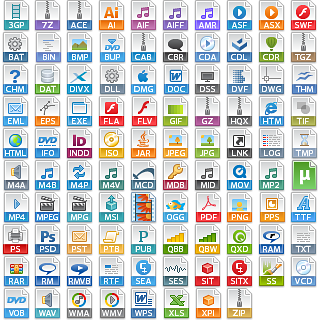 3GP 7Z ACE Ai AIF AIFF AMR ASF ASX SWF
BAT BIN BMP BUP CAB CBR CDA CDL CDR TGZ
CHM DAT DIVX DLL DMG DOC DSS DVF DWG THM
EML EPS EXE FLA FLV GIF GZ HQX HTM TIF
HTML IFO INDD ISO JAR JPEG JPG LNK LOG TMP
M4A M4B M4P M4V MCD MDB MID MOV MP2 µ
MP4 MPEG MPG MSI OGG PDF PNG PPS TTF
PS PSD PST PTB PUB QBB QBW QXD RAM TXT
RAR RM RMVB RTF SEA SES SIT SITX SS VCD
VOB WAV WMA WMV WPS XLS XPI ZIP